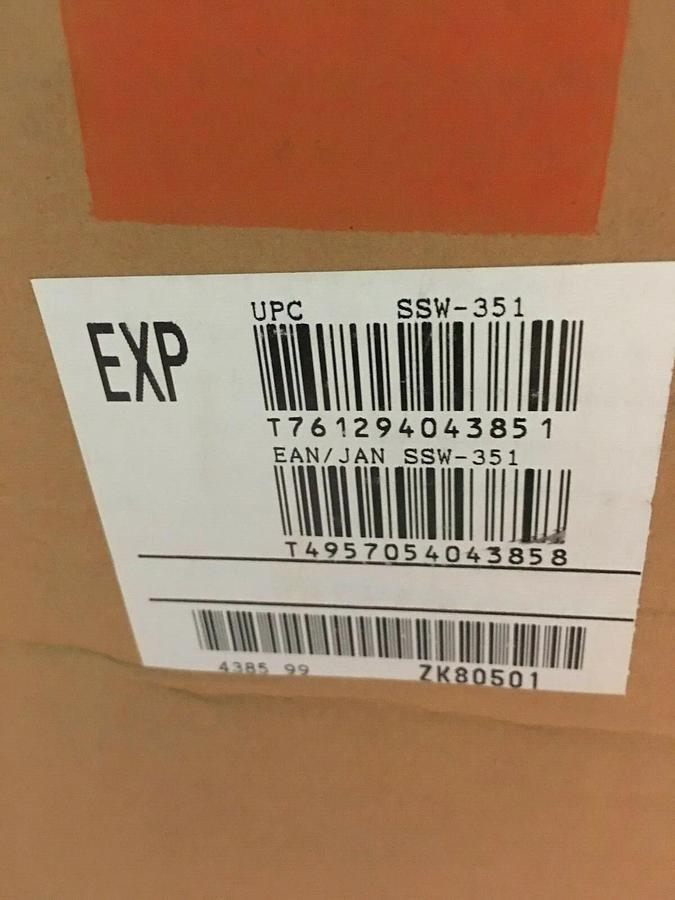 EXP
UPC SSW-351
T761294043851
EAN/JAN SSW-351
T4957054043858
4385 99 ZK80501